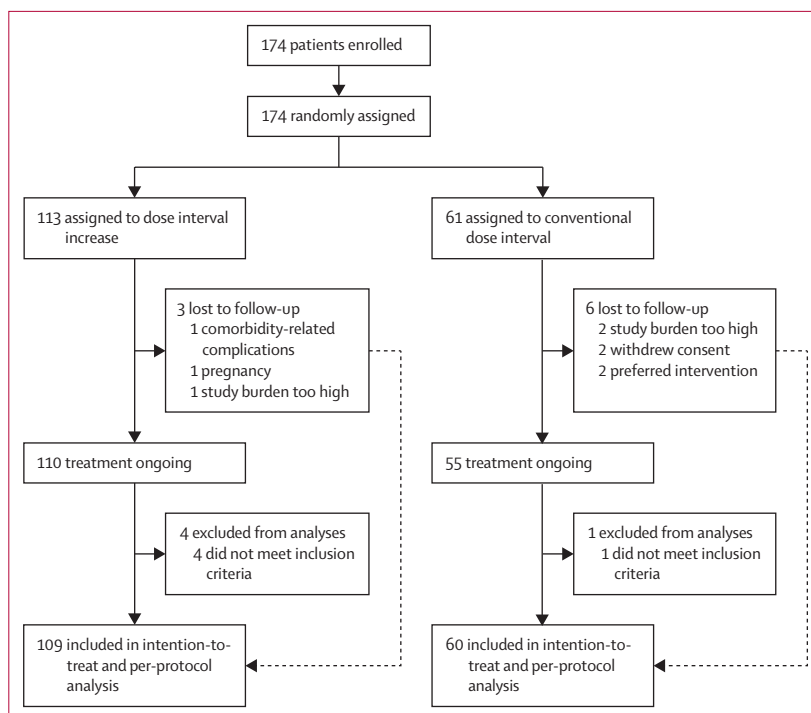 174 patients enrolled
174 randomly assigned
113 assigned to dose interval
increase
61 assigned to conventional
dose interval
3 lost to follow-up
1 comorbidity-related
complications
1 pregnancy
1 study burden too high
6 lost to follow-up
2 study burden too high
2 withdrew consent
2 preferred intervention
110 treatment ongoing
55 treatment ongoing
4 excluded from analyses
4 did not meet inclusion
criteria
1 excluded from analyses
1 did not meet inclusion
criteria
109 included in intention-to-
treat and per-protocol
analysis
60 included in intention-to-
treat and per-protocol
analysis